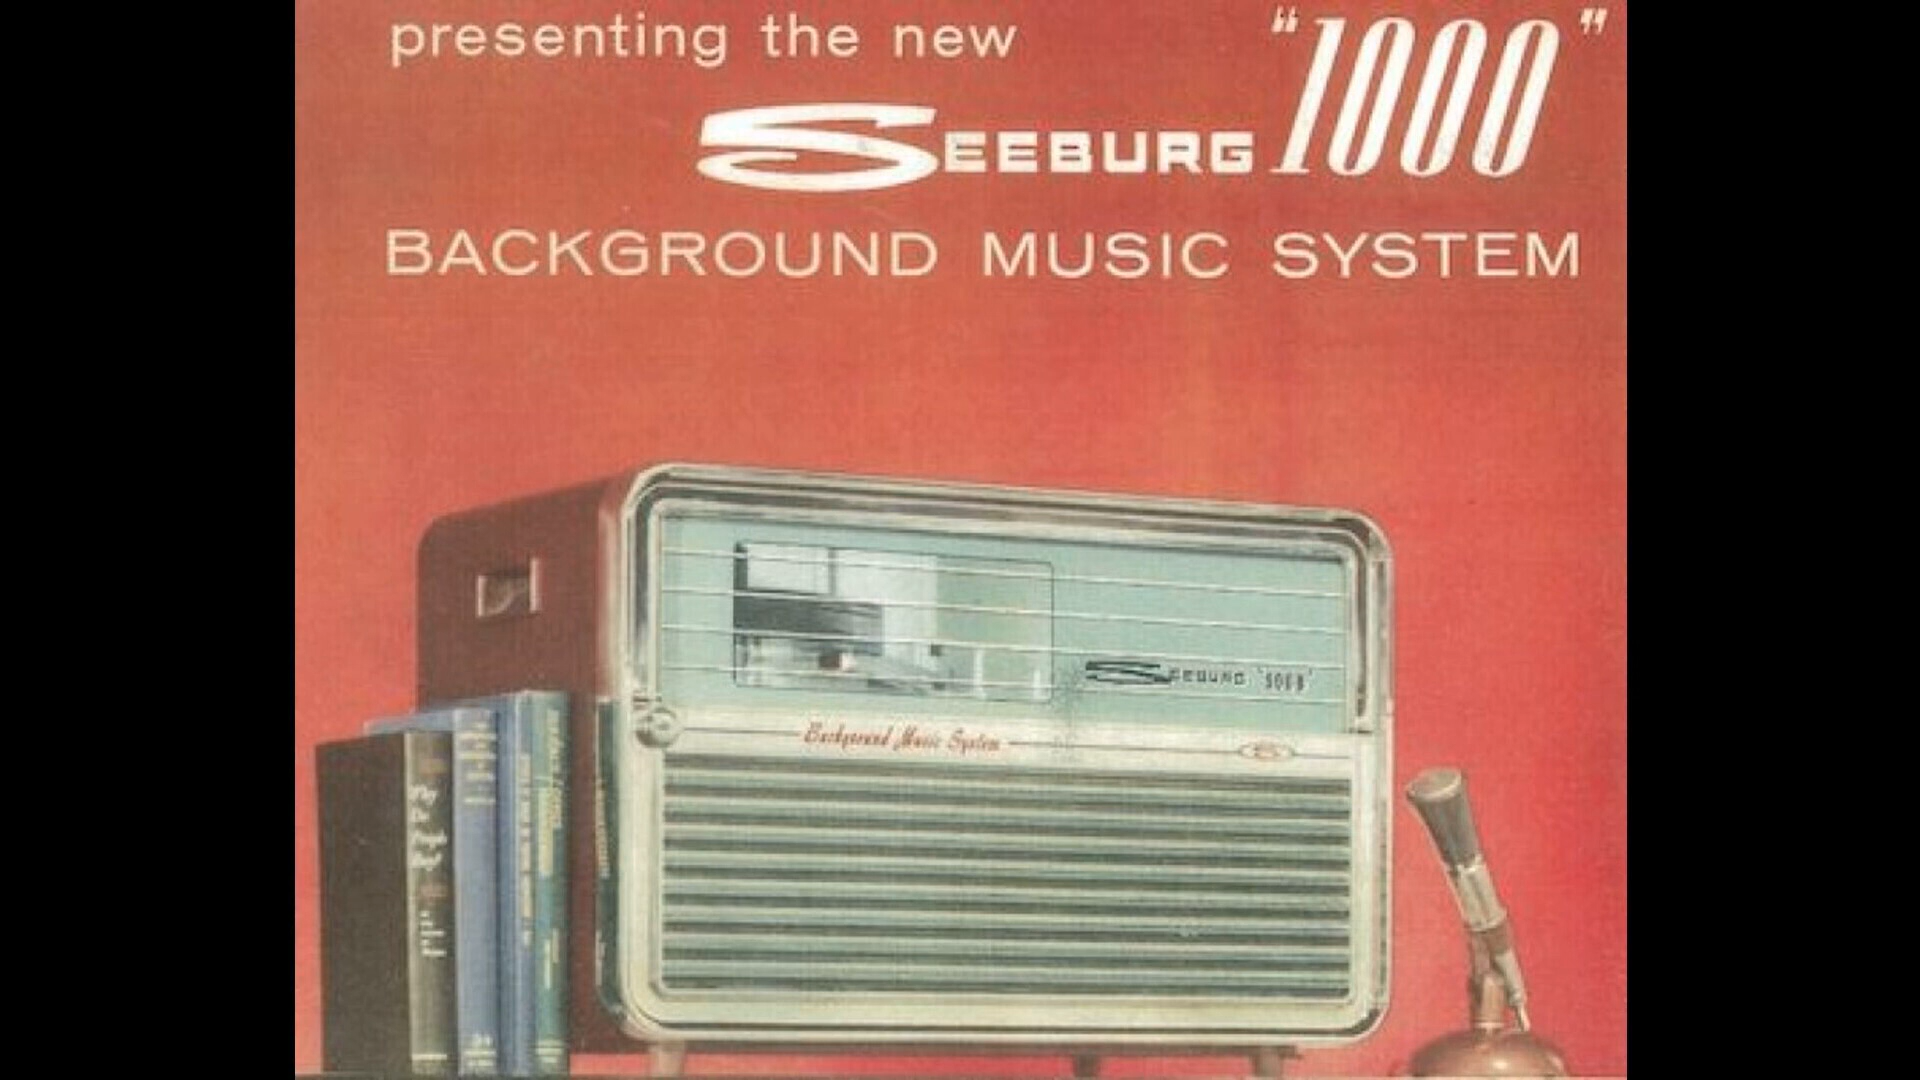 presenting the new
SEEBURG "1000"
BACKGROUND MUSIC SYSTEM
SEEBURG
Background Music System